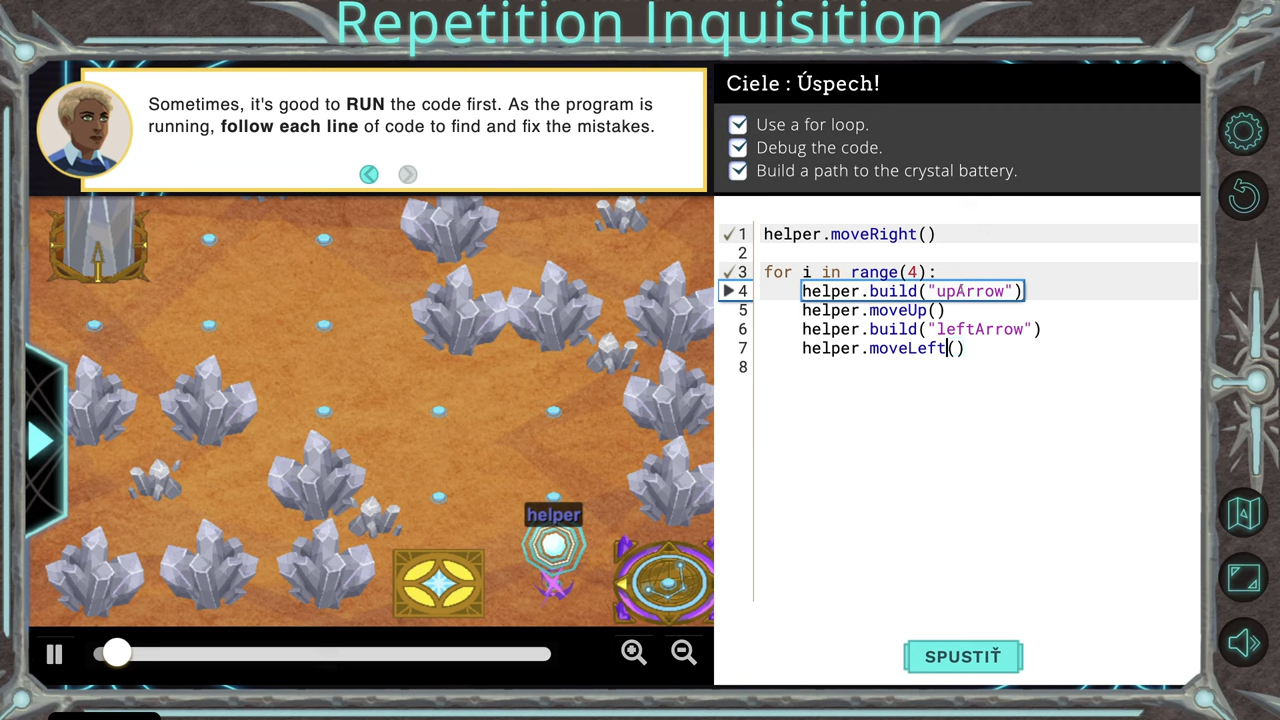 Repetition Inquisition
Sometimes, it's good to RUN the code first. As the program is
running, follow each line of code to find and fix the mistakes.
Ciele : Úspech!
Use a for loop.
Debug the code.
Build a path to the crystal battery.
1 helper.moveRight()
2
3 for i in range(4):
4 helper.build("upArrow")
5 helper.moveUp()
6 helper.build("leftArrow")
7 helper.moveLeft()
8
helper
SPUSTIŤ